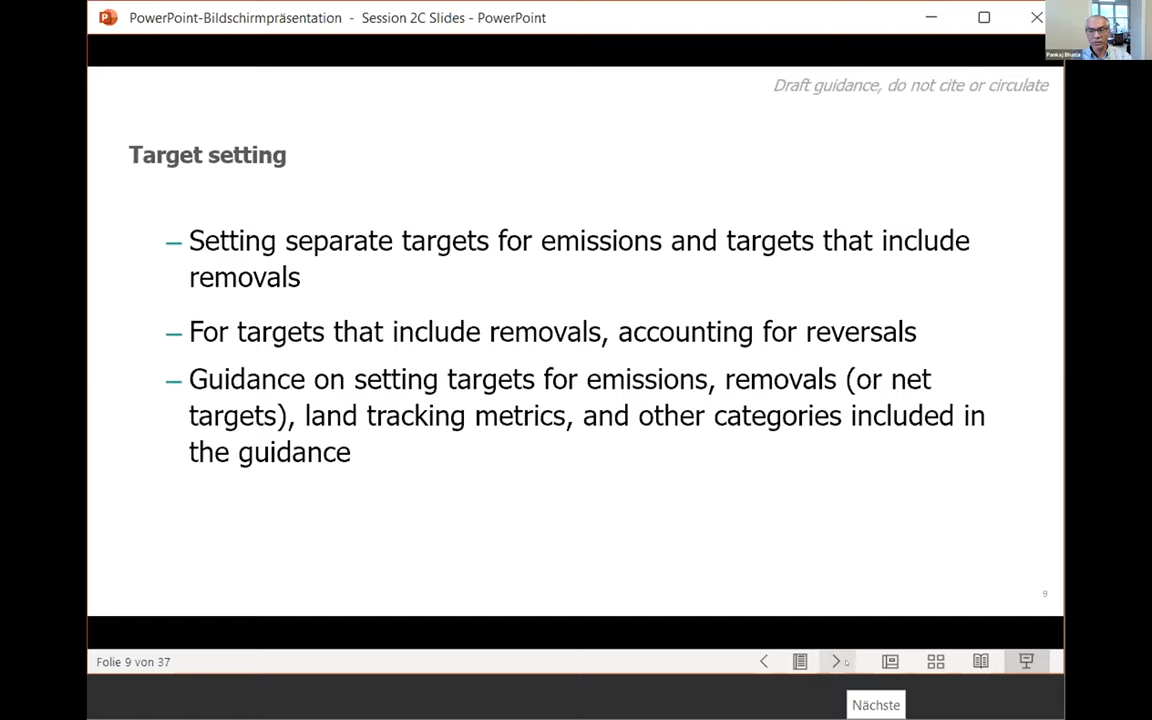 PowerPoint-Bildschirmpräsentation - Session 2C Slides - PowerPoint
Pankaj Bhatia
Draft guidance, do not cite or circulate
Target setting
– Setting separate targets for emissions and targets that include
removals
– For targets that include removals, accounting for reversals
– Guidance on setting targets for emissions, removals (or net
targets), land tracking metrics, and other categories included in
the guidance
9
Folie 9 von 37
Nächste